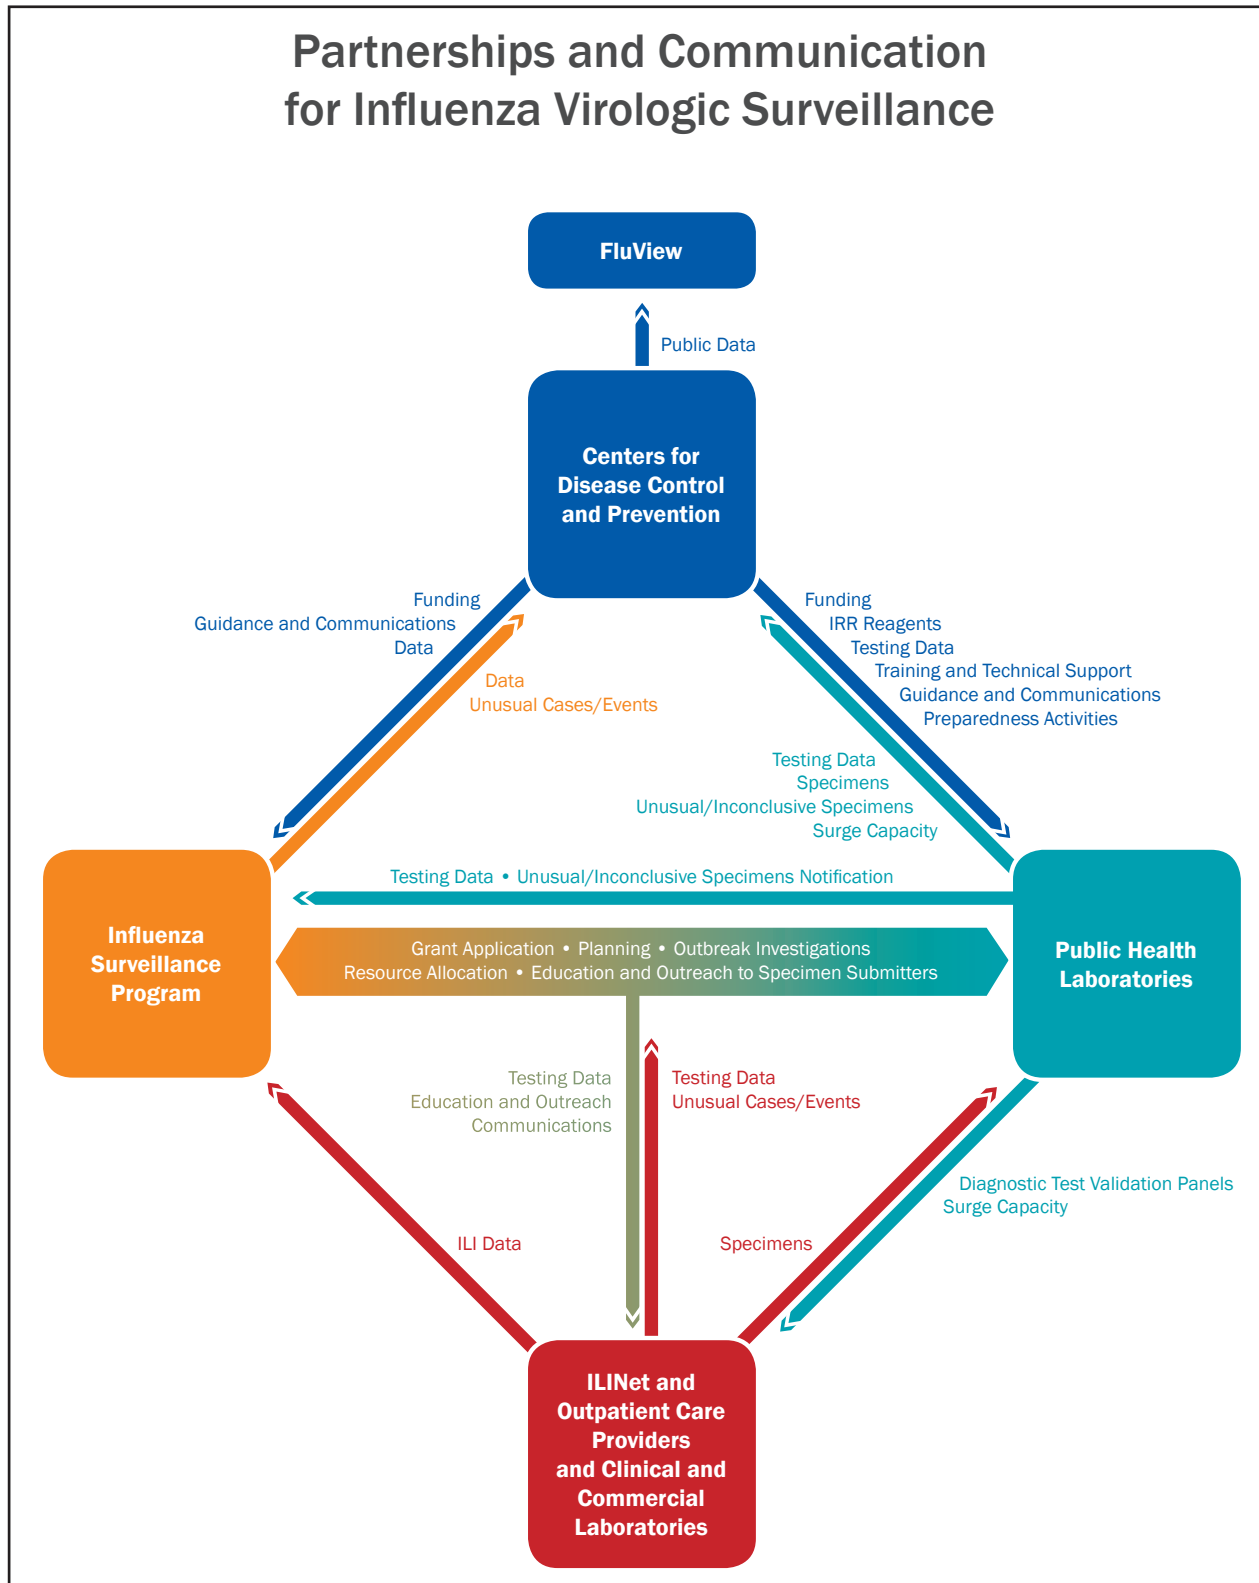 Partnerships and Communication
for Influenza Virologic Surveillance
FluView
Public Data
Centers for
Disease Control
and Prevention
Funding
Guidance and Communications
Data
Data
Unusual Cases/Events
Funding
IRR Reagents
Testing Data
Training and Technical Support
Guidance and Communications
Preparedness Activities
Testing Data
Specimens
Unusual/Inconclusive Specimens
Surge Capacity
Testing Data • Unusual/Inconclusive Specimens Notification
Influenza
Surveillance
Program
Grant Application • Planning • Outbreak Investigations
Resource Allocation • Education and Outreach to Specimen Submitters
Public Health
Laboratories
Testing Data
Education and Outreach
Communications
Testing Data
Unusual Cases/Events
Diagnostic Test Validation Panels
Surge Capacity
ILI Data
Specimens
ILINet and
Outpatient Care
Providers
and Clinical and
Commercial
Laboratories